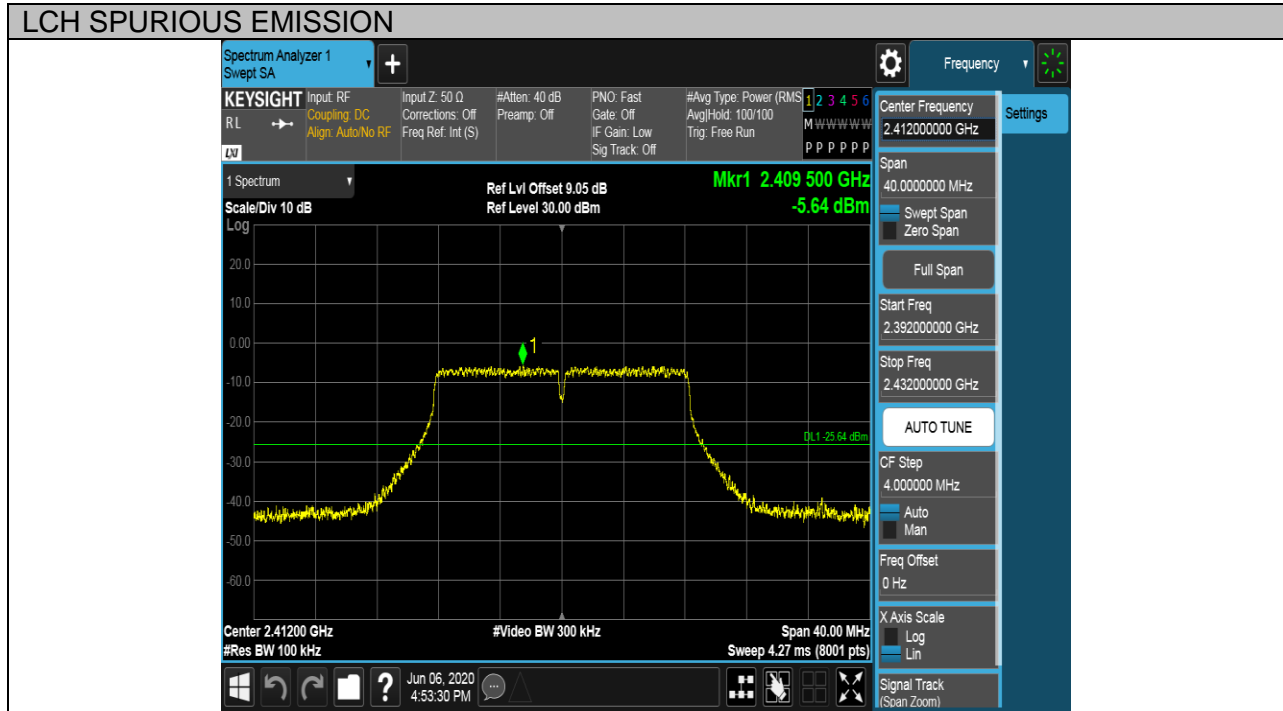 LCH SPURIOUS EMISSION
Spectrum Analyzer 1
Swept SA
Frequency
KEYSIGHT
RL
LXI
Input: RF
Coupling: DC
Align: Auto/No RF
Input Z: 50 Ω
Corrections: Off
Freq Ref: Int (S)
#Atten: 40 dB
Preamp: Off
PNO: Fast
Gate: Off
IF Gain: Low
Sig Track: Off
#Avg Type: Power (RMS
Avg|Hold: 100/100
Trig: Free Run
1 2 3 4 5 6
M W W W W W
P P P P P P
1 Spectrum
Scale/Div 10 dB
Ref Lvl Offset 9.05 dB
Ref Level 30.00 dBm
Mkr1 2.409 500 GHz
-5.64 dBm
Log
20.0
10.0
0.00
-10.0
-20.0
-30.0
-40.0
-50.0
-60.0
1
DL1 -25.64 dBm
Center 2.41200 GHz
#Res BW 100 kHz
#Video BW 300 kHz
Span 40.00 MHz
Sweep 4.27 ms (8001 pts)
Jun 06, 2020
4:53:30 PM
?
Center Frequency
2.412000000 GHz
Settings
Span
40.0000000 MHz
Swept Span
Zero Span
Full Span
Start Freq
2.392000000 GHz
Stop Freq
2.432000000 GHz
AUTO TUNE
CF Step
4.000000 MHz
Auto
Man
Freq Offset
0 Hz
X Axis Scale
Log
Lin
Signal Track
(Span Zoom)